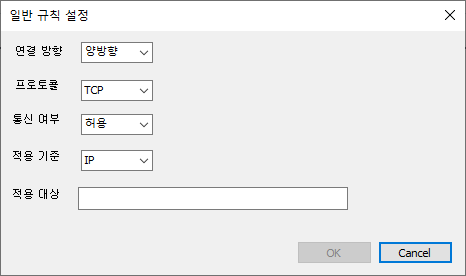 일반 규칙 설정
연결 방향 양방향
프로토콜 TCP
통신 여부 허용
적용 기준 IP
적용 대상
OK Cancel